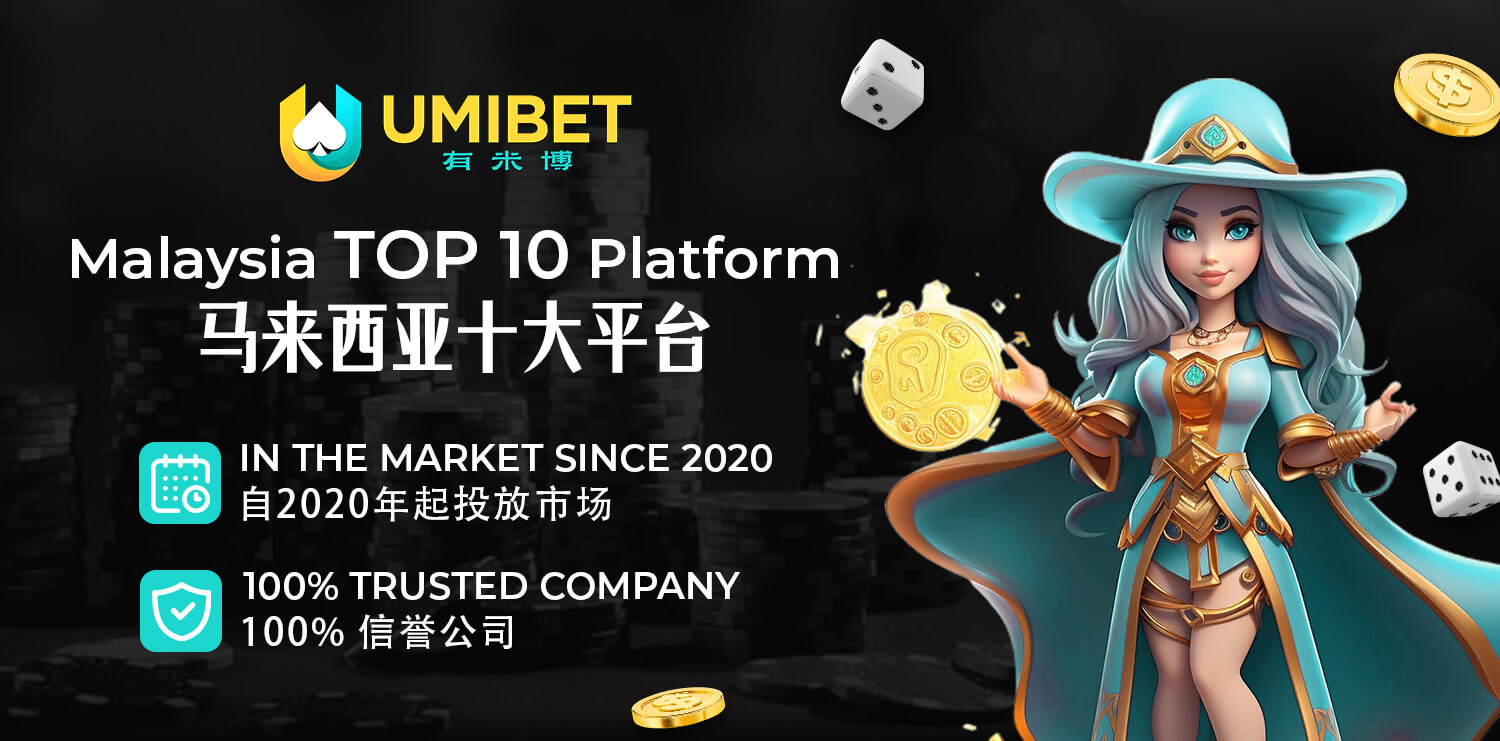 UMIBET
有米博
Malaysia TOP 10 Platform
马来西亚十大平台
IN THE MARKET SINCE 2020
自2020年起投放市场
100% TRUSTED COMPANY
100% 信誉公司